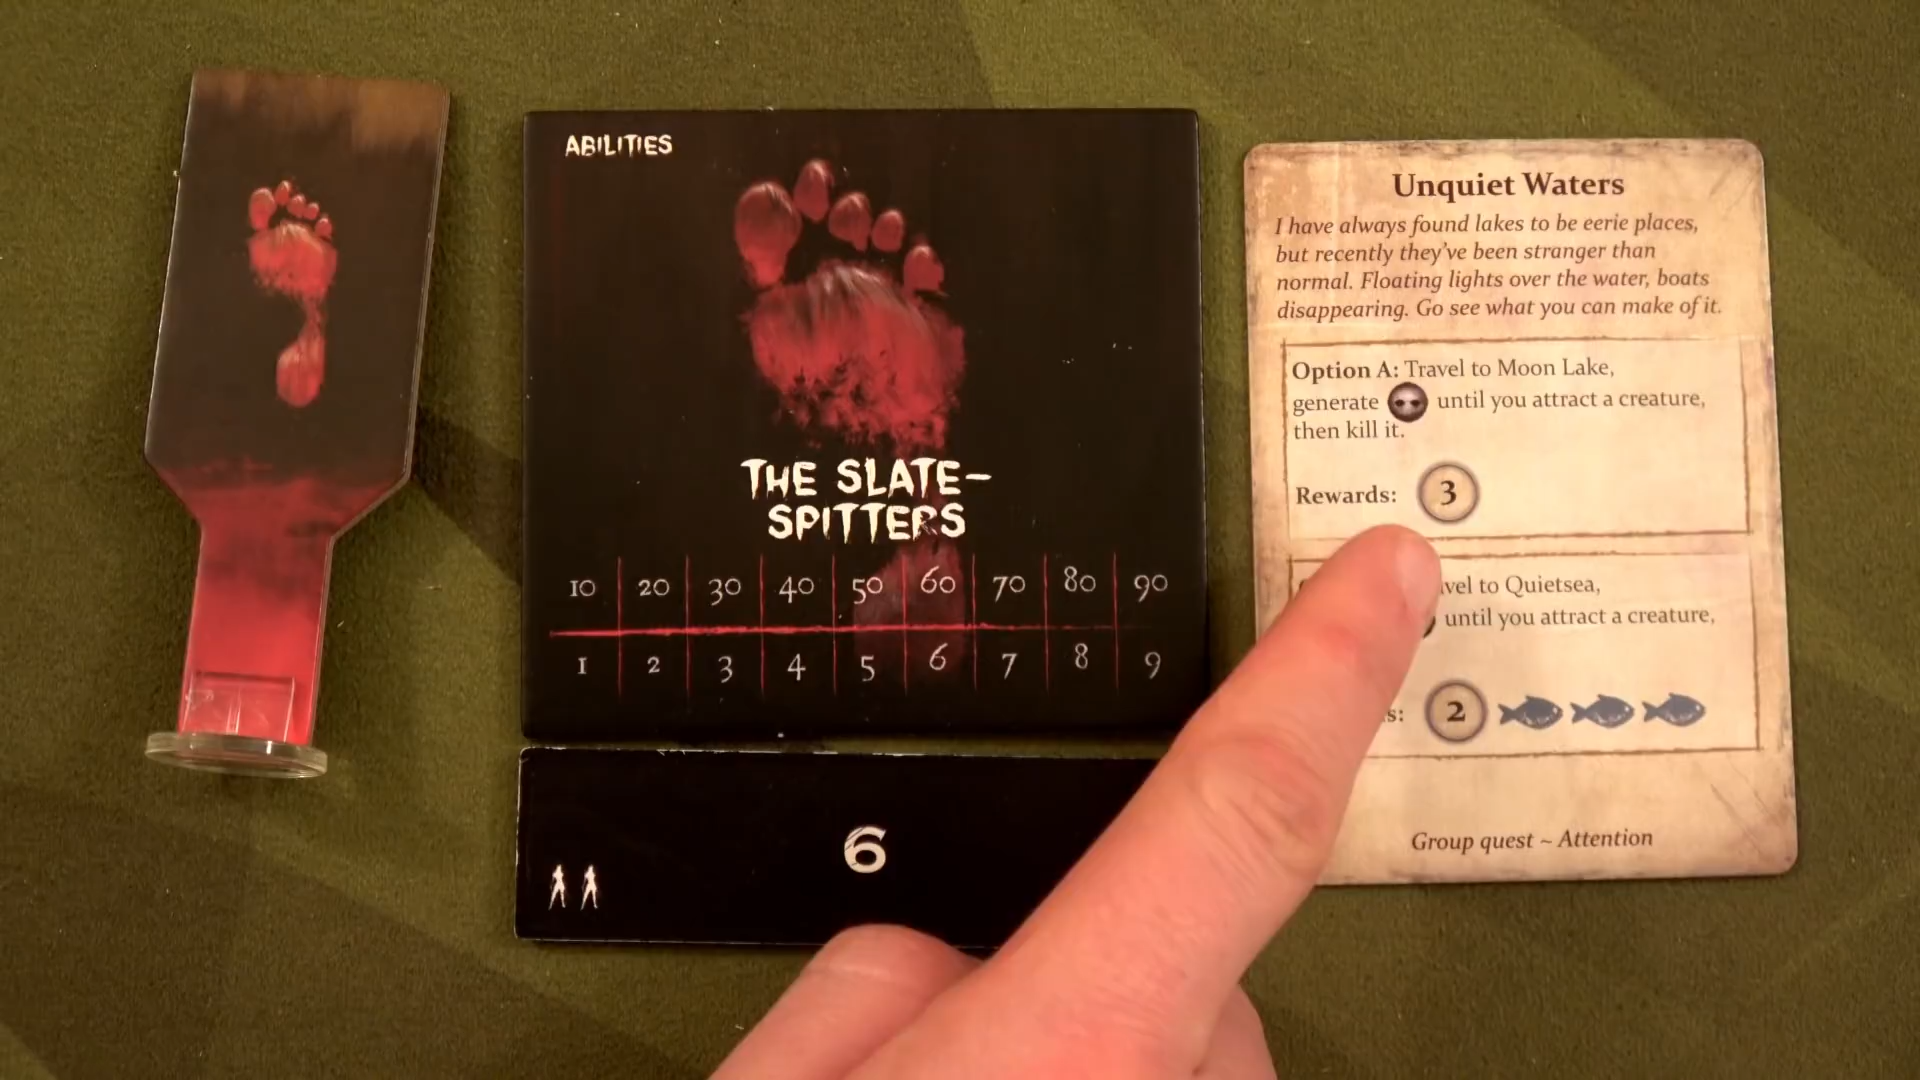 ABILITIES
THE SLATE-
SPITTERS
10 20 30 40 50 60 70 80 90
1 2 3 4 5 6 7 8 9
6
Unquiet Waters
I have always found lakes to be eerie places,
but recently they've been stranger than
normal. Floating lights over the water, boats
disappearing. Go see what you can make of it.
Option A: Travel to Moon Lake,
generate until you attract a creature,
then kill it.
Rewards: 3
to Quietsea,
until you attract a creature,
2
Group quest ~ Attention